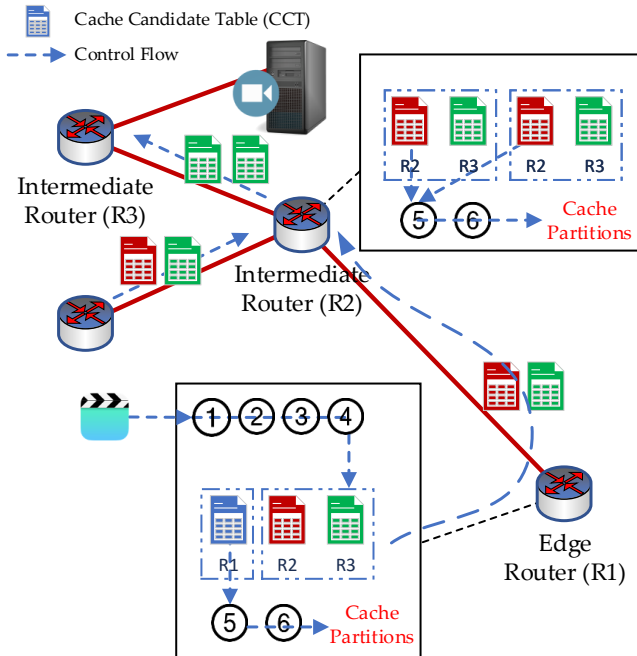 Cache Candidate Table (CCT)
Control Flow
R2 R3 R2 R3
5 6 Cache
Partitions
Intermediate
Router (R3)
Intermediate
Router (R2)
1 2 3 4
R1 R2 R3
5 6 Cache
Partitions
Edge
Router (R1)